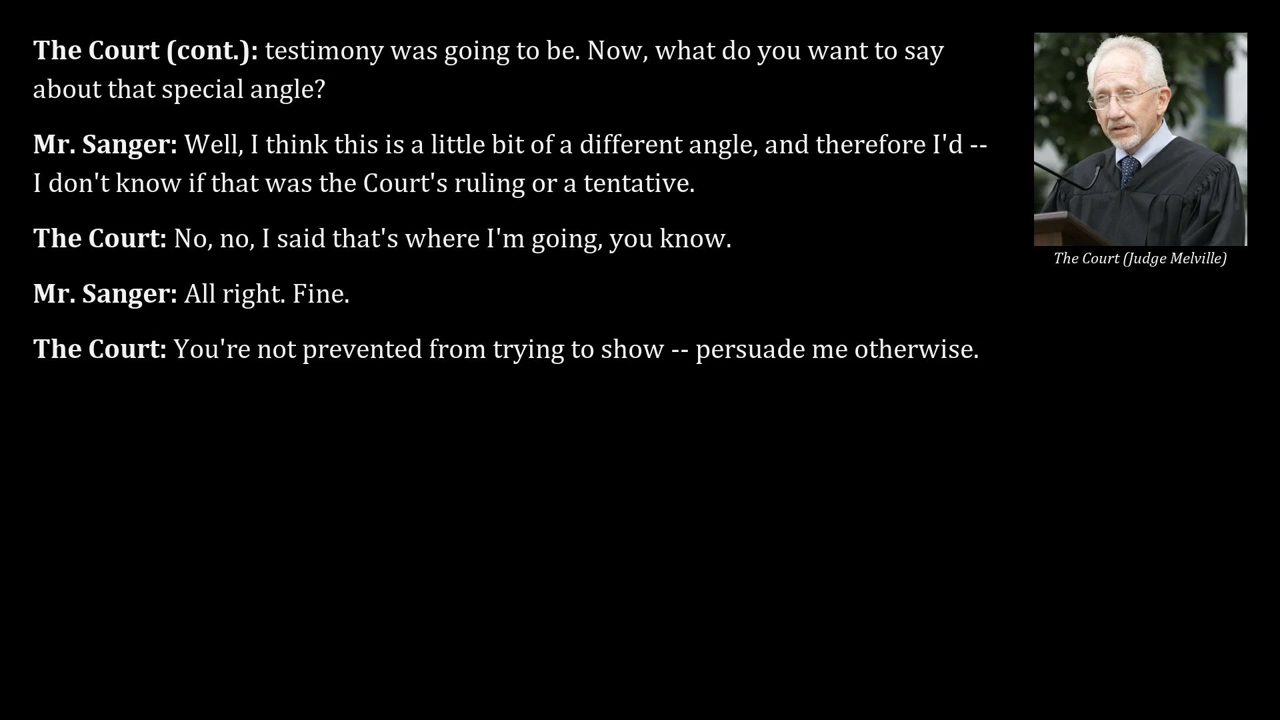 The Court (cont.): testimony was going to be. Now, what do you want to say
about that special angle?
Mr. Sanger: Well, I think this is a little bit of a different angle, and therefore I'd --
I don't know if that was the Court's ruling or a tentative.
The Court: No, no, I said that's where I'm going, you know.
Mr. Sanger: All right. Fine.
The Court: You're not prevented from trying to show -- persuade me otherwise.
The Court (Judge Melville)